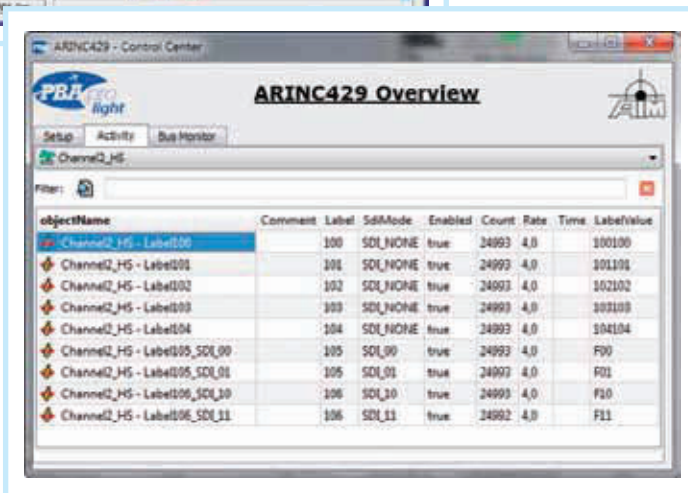 ARINC429 - Control Center
PBA
light
ARINC429 Overview
AIM
Setup Activity Bus Monitor
Channel2_HS
Filter:
objectName Comment Label SdiMode Enabled Count Rate Time LabelValue
Channel2_HS - Label100 100 SDI_NONE true 24993 4,0 100100
Channel2_HS - Label101 101 SDI_NONE true 24993 4,0 101101
Channel2_HS - Label102 102 SDI_NONE true 24993 4,0 102102
Channel2_HS - Label103 103 SDI_NONE true 24993 4,0 103103
Channel2_HS - Label104 104 SDI_NONE true 24993 4,0 104104
Channel2_HS - Label105_SDI_00 105 SDI_00 true 24993 4,0 F00
Channel2_HS - Label105_SDI_01 105 SDI_01 true 24993 4,0 F01
Channel2_HS - Label106_SDI_10 106 SDI_10 true 24993 4,0 F10
Channel2_HS - Label106_SDI_11 106 SDI_11 true 24992 4,0 F11